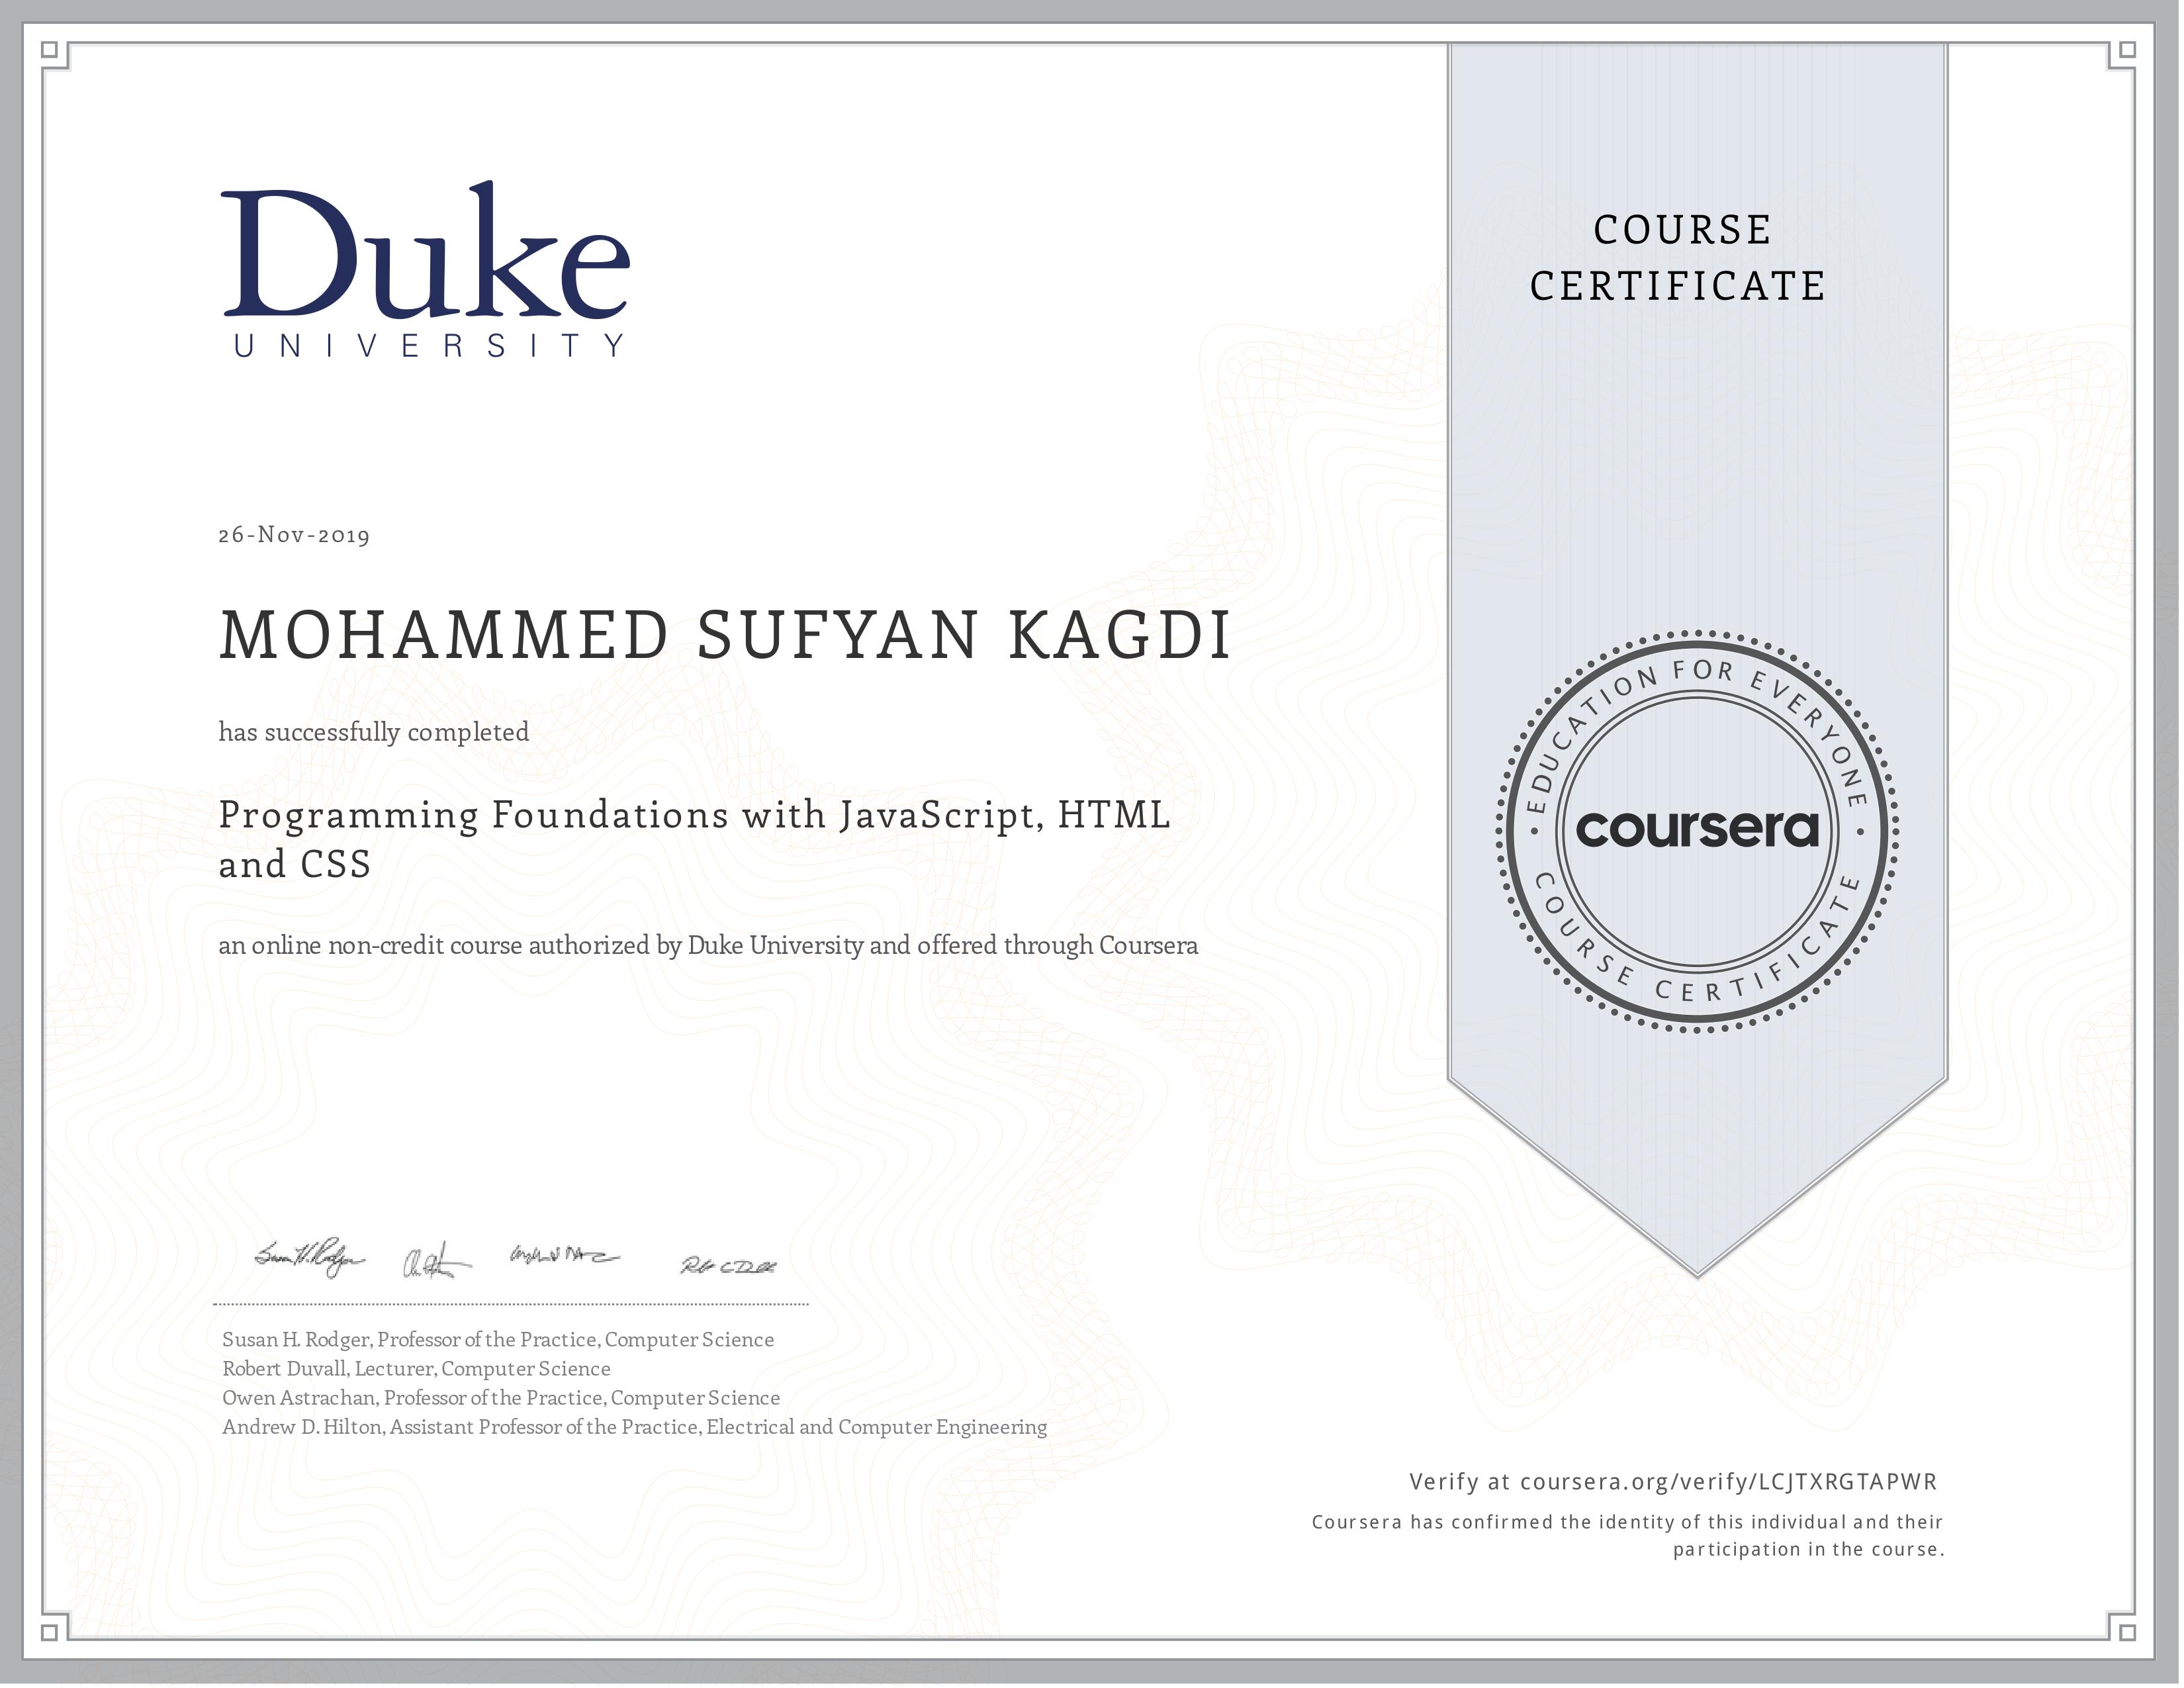 Duke
UNIVERSITY
COURSE
CERTIFICATE
26-Nov-2019
MOHAMMED SUFYAN KAGDI
has successfully completed
Programming Foundations with JavaScript, HTML
and CSS
an online non-credit course authorized by Duke University and offered through Coursera
EDUCATION FOR EVERYONE
coursera
COURSE CERTIFICATE
Susan H. Rodger, Professor of the Practice, Computer Science
Robert Duvall, Lecturer, Computer Science
Owen Astrachan, Professor of the Practice, Computer Science
Andrew D. Hilton, Assistant Professor of the Practice, Electrical and Computer Engineering
Verify at coursera.org/verify/LCJTXRGTAPWR
Coursera has confirmed the identity of this individual and their
participation in the course.